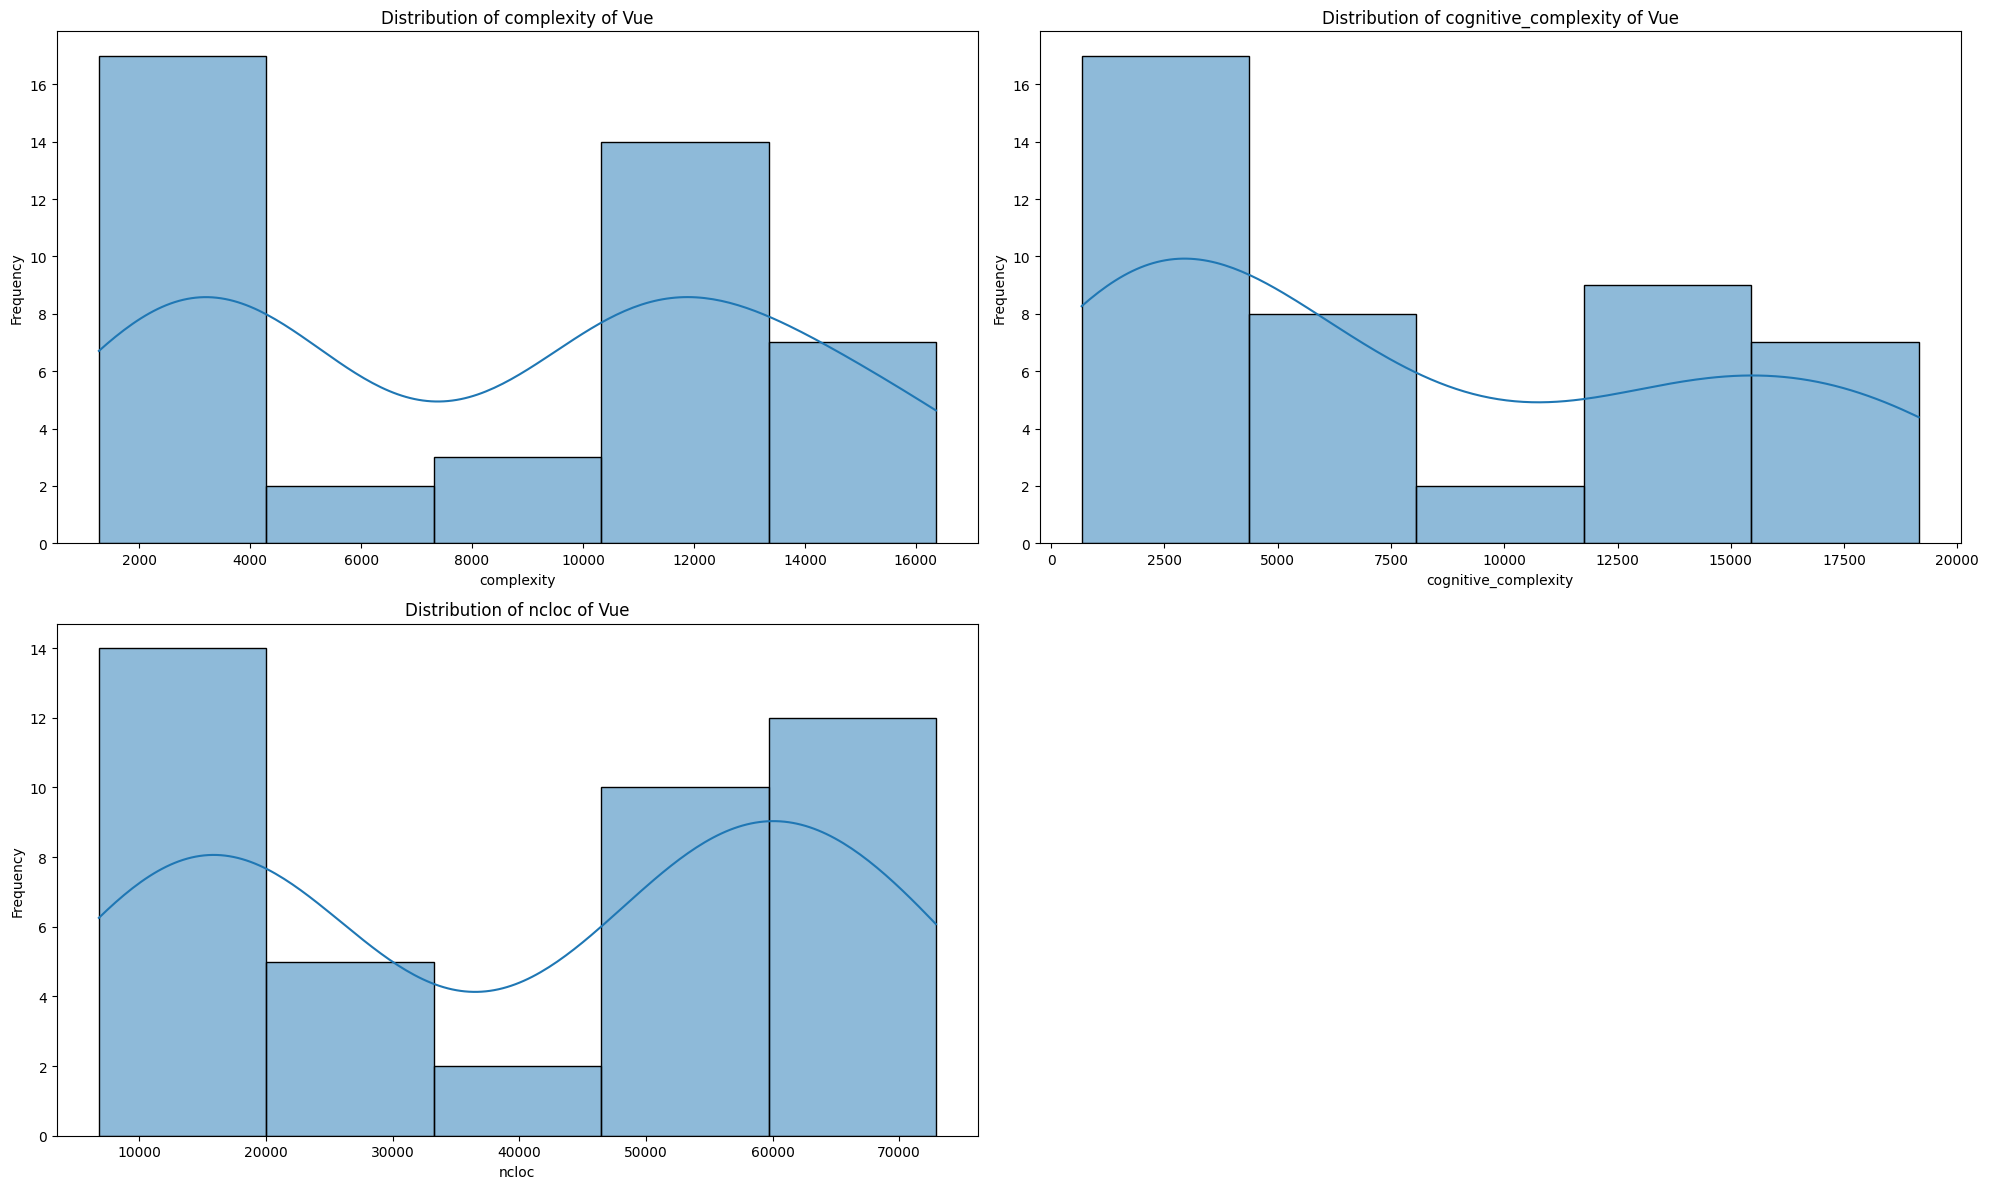 Distribution of complexity of Vue
16
14
12
10
8
6
4
2
0
Frequency
2000 4000 6000 8000 10000 12000 14000 16000
complexity
Distribution of cognitive_complexity of Vue
16
14
12
10
8
6
4
2
0
Frequency
0 2500 5000 7500 10000 12500 15000 17500 20000
cognitive_complexity
Distribution of ncloc of Vue
14
12
10
8
6
4
2
0
Frequency
10000 20000 30000 40000 50000 60000 70000
ncloc